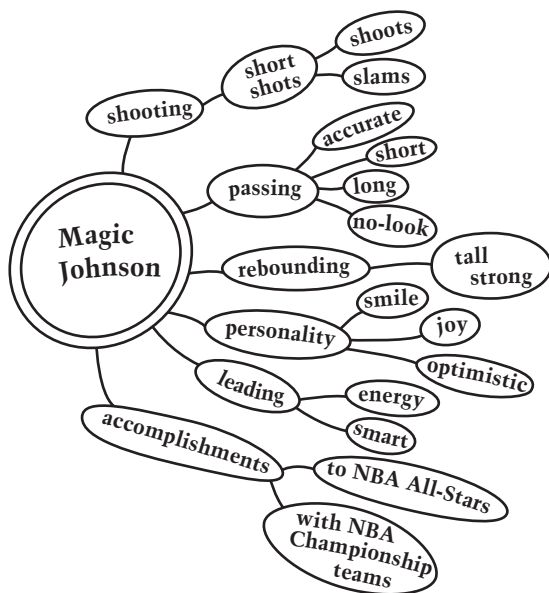 shoots
short
shots
slams
shooting
accurate
short
passing
long
no-look
Magic
Johnson
rebounding
tall
strong
smile
personality
joy
optimistic
leading
energy
smart
accomplishments
to NBA All-Stars
with NBA
Championship
teams